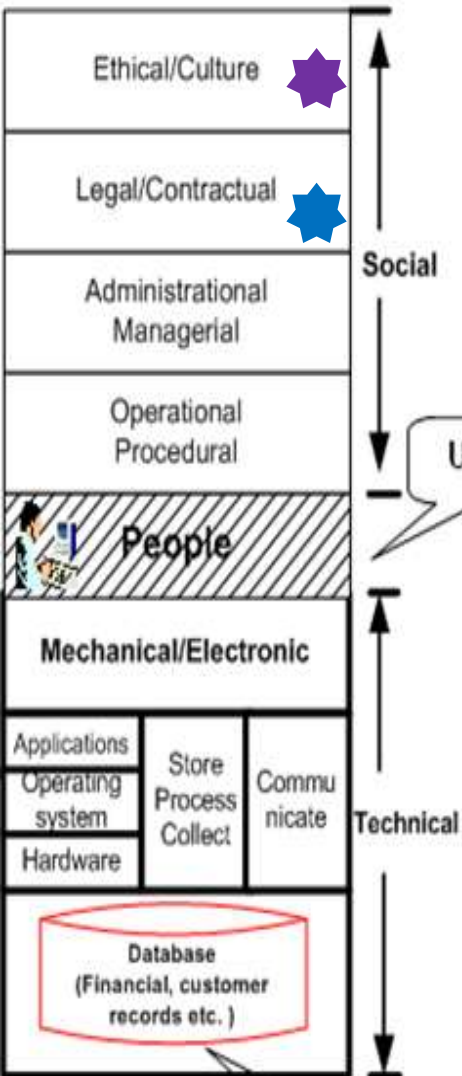 Ethical/Culture
Legal/Contractual
Administrational
Managerial
Operational
Procedural
Social
U
People
Mechanical/Electronic
Applications
Operating
system
Hardware
Store
Process
Collect
Commu
nicate
Technical
Database
(Financial, customer
records etc. )